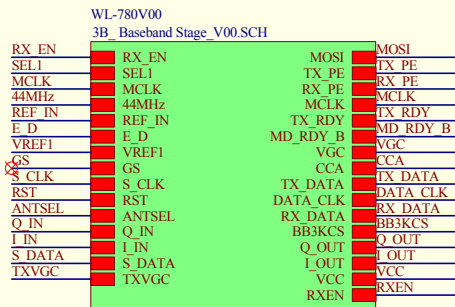 WL-780V00
3B_ Baseband Stage_V00.SCH
RX_EN RX_EN MOSI MOSI
SEL1 SEL1 TX_PE TX_PE
MCLK MCLK RX_PE RX_PE
44MHz 44MHz MCLK MCLK
REF_IN REF_IN TX_RDY TX_RDY
E_D E_D MD_RDY_B MD_RDY_B
VREF1 VREF1 VGC VGC
GS GS CCA CCA
S_CLK S_CLK TX_DATA TX_DATA
RST RST DATA_CLK DATA_CLK
ANTSEL ANTSEL RX_DATA RX_DATA
Q_IN Q_IN BB3KCS BB3KCS
I_IN I_IN Q_OUT Q_OUT
S_DATA S_DATA I_OUT I_OUT
TXVGC TXVGC VCC VCC
RXEN RXEN